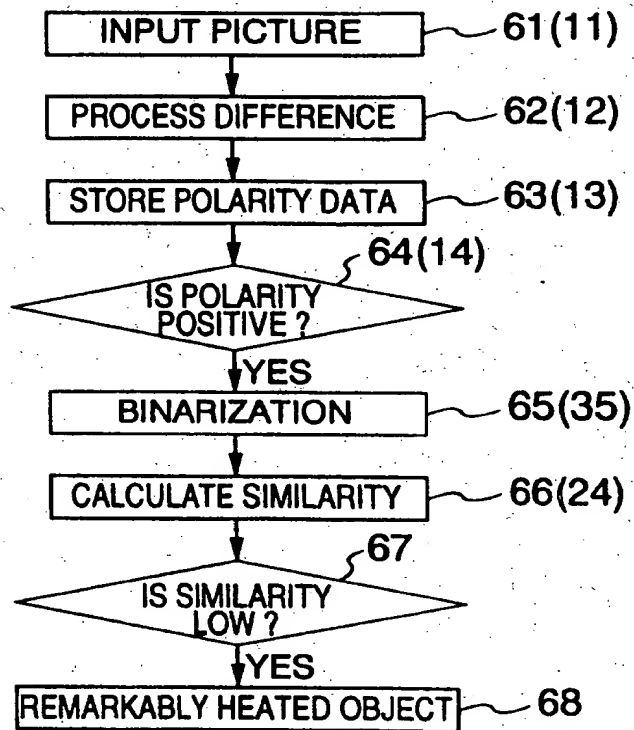 INPUT PICTURE 61(11)
PROCESS DIFFERENCE 62(12)
STORE POLARITY DATA 63(13)
64(14)
IS POLARITY
POSITIVE ?
YES
BINARIZATION 65(35)
CALCULATE SIMILARITY 66(24)
67
IS SIMILARITY
LOW ?
YES
REMARKABLY HEATED OBJECT 68